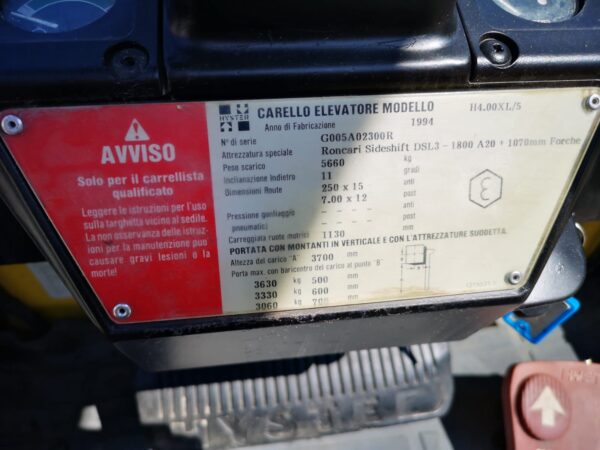 AVVISO
Solo per il carrellista
qualificato
Leggere le istruzioni per l'uso
sulla targhetta vicino al sedile.
La non osservanza delle istruz-
ioni per la manutenzione può
causare gravi lesioni o la
morte!
HYSTER
CARELLO ELEVATORE MODELLO H4.00XL/5
Anno di Fabricazione 1994
N° di serie G005A02300R
Attrezzatura speciale Roncari Sideshift DSL3 - 1800 A20 + 1070mm Forche
Peso scarico 5660 kg
Inclinazione Indietro 11 gradi
Dimensioni Route 250 x 15 ant
7.00 x 12 post
Pressione gonfiaggio - ant
pneumatici - post
Carreggiata ruote motrici 1130 mm
PORTATA CON MONTANTI IN VERTICALE E CON L'ATTREZZATURE SUDDETTA.
Altezza del carico "A" 3700 mm
Porta max. con baricentro del carico al punto "B"
3630 kg 500 mm
3330 kg 600 mm
3060 kg mm
HYSTER